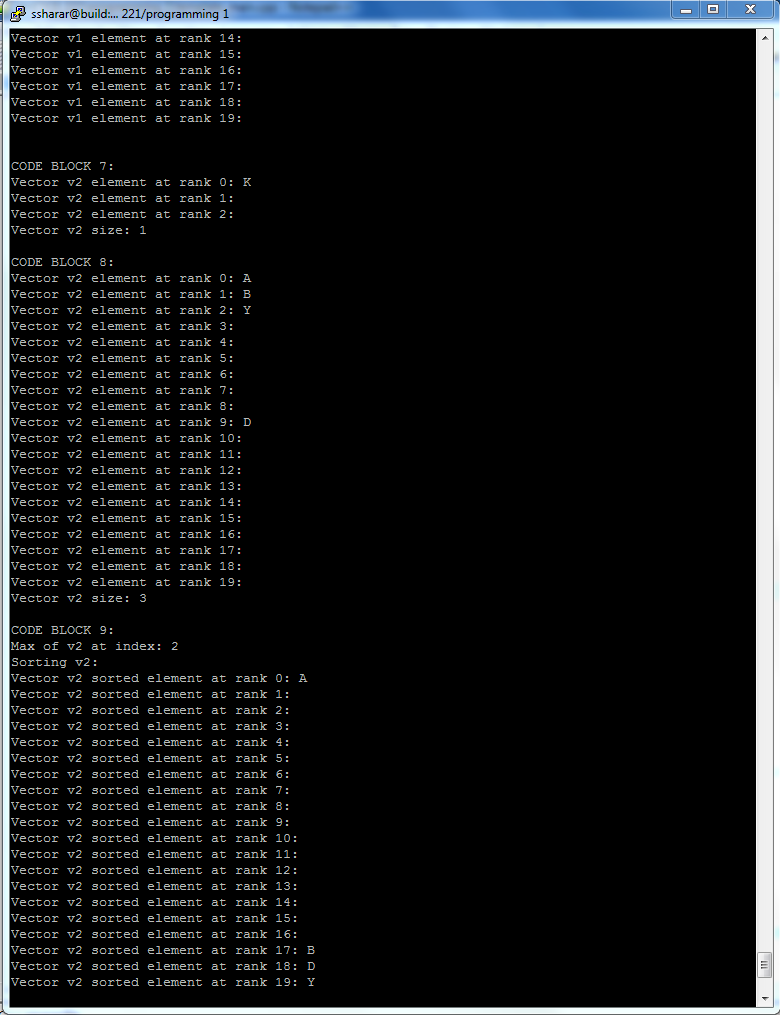 ssharar@build:... 221/programming 1
Vector v1 element at rank 14:
Vector v1 element at rank 15:
Vector v1 element at rank 16:
Vector v1 element at rank 17:
Vector v1 element at rank 18:
Vector v1 element at rank 19:
CODE BLOCK 7:
Vector v2 element at rank 0: K
Vector v2 element at rank 1:
Vector v2 element at rank 2:
Vector v2 size: 1
CODE BLOCK 8:
Vector v2 element at rank 0: A
Vector v2 element at rank 1: B
Vector v2 element at rank 2: Y
Vector v2 element at rank 3:
Vector v2 element at rank 4:
Vector v2 element at rank 5:
Vector v2 element at rank 6:
Vector v2 element at rank 7:
Vector v2 element at rank 8:
Vector v2 element at rank 9: D
Vector v2 element at rank 10:
Vector v2 element at rank 11:
Vector v2 element at rank 12:
Vector v2 element at rank 13:
Vector v2 element at rank 14:
Vector v2 element at rank 15:
Vector v2 element at rank 16:
Vector v2 element at rank 17:
Vector v2 element at rank 18:
Vector v2 element at rank 19:
Vector v2 size: 3
CODE BLOCK 9:
Max of v2 at index: 2
Sorting v2:
Vector v2 sorted element at rank 0: A
Vector v2 sorted element at rank 1:
Vector v2 sorted element at rank 2:
Vector v2 sorted element at rank 3:
Vector v2 sorted element at rank 4:
Vector v2 sorted element at rank 5:
Vector v2 sorted element at rank 6:
Vector v2 sorted element at rank 7:
Vector v2 sorted element at rank 8:
Vector v2 sorted element at rank 9:
Vector v2 sorted element at rank 10:
Vector v2 sorted element at rank 11:
Vector v2 sorted element at rank 12:
Vector v2 sorted element at rank 13:
Vector v2 sorted element at rank 14:
Vector v2 sorted element at rank 15:
Vector v2 sorted element at rank 16:
Vector v2 sorted element at rank 17: B
Vector v2 sorted element at rank 18: D
Vector v2 sorted element at rank 19: Y